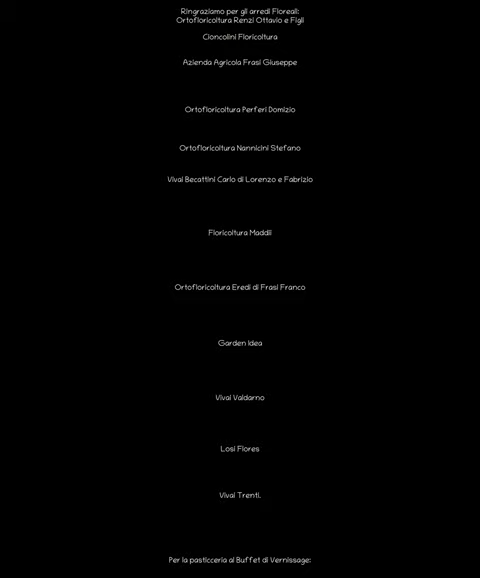 Ringraziamo per gli arredi Floreali:
Ortofloricoltura Renzi Ottavio e Figli
Cioncolini Floricoltura
Azienda Agricola Frasi Giuseppe
Ortofloricoltura Perferi Domizio
Ortofloricoltura Nannicini Stefano
Vivai Becattini Carlo di Lorenzo e Fabrizio
Floricoltura Maddii
Ortofloricoltura Eredi di Frasi Franco
Garden Idea
Vivai Valdarno
Losi Flores
Vivai Trenti.
Per la pasticceria al Buffet di Vernissage: